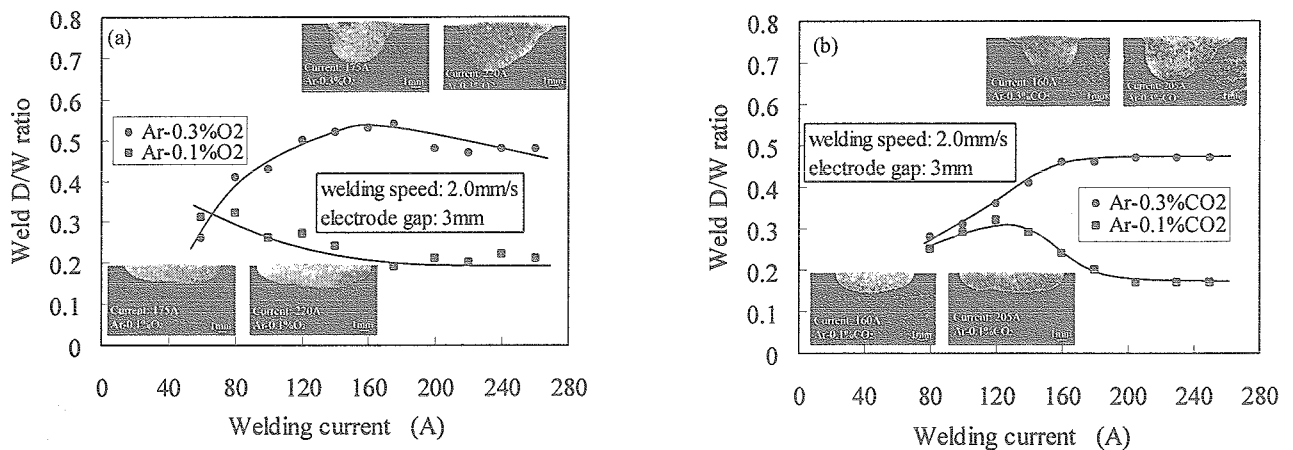 (a)
Weld D/W ratio
0.8
0.7
0.6
0.5
0.4
0.3
0.2
0.1
0
Current: 175A
Ar-0.3%O₂
1mm
Current: 220A
1mm
Ar-0.3%O2
Ar-0.1%O2
welding speed: 2.0mm/s
electrode gap: 3mm
Current: 175A
Ar-0.1%O₂
1mm
Current: 220A
Ar-0.1%O₂
1mm
0 40 80 120 160 200 240 280
Welding current (A)
(b)
Weld D/W ratio
0.8
0.7
0.6
0.5
0.4
0.3
0.2
0.1
0.0
Current: 160A
Ar-0.3%CO₂
1mm
Current: 205A
Ar-0.3%CO₂
1mm
welding speed: 2.0mm/s
electrode gap: 3mm
Ar-0.3%CO2
Ar-0.1%CO2
Current: 160A
Ar-0.1%CO₂
1mm
Current: 205A
Ar-0.1%CO₂
1mm
0 40 80 120 160 200 240 280
Welding current (A)